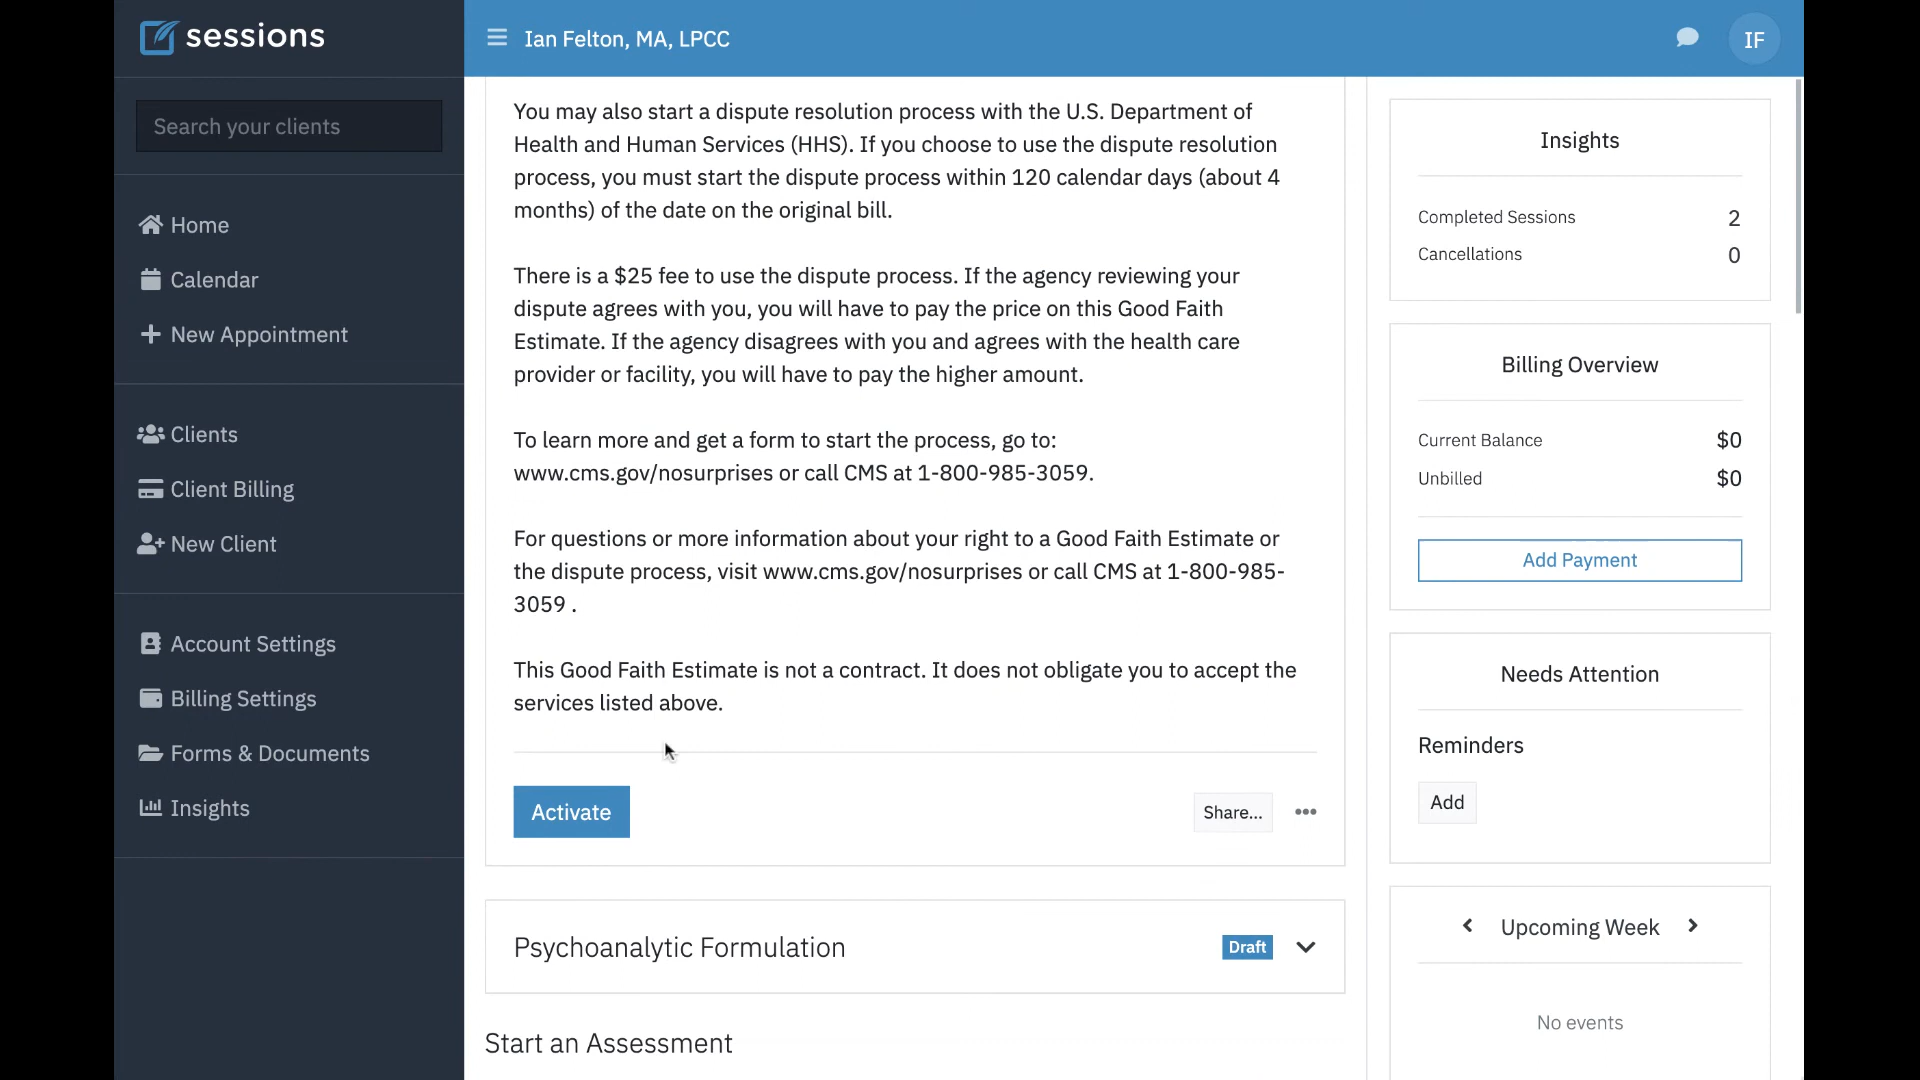 sessions
Ian Felton, MA, LPCC
IF
Search your clients
Home
Calendar
New Appointment
Clients
Client Billing
New Client
Account Settings
Billing Settings
Forms & Documents
Insights
You may also start a dispute resolution process with the U.S. Department of
Health and Human Services (HHS). If you choose to use the dispute resolution
process, you must start the dispute process within 120 calendar days (about 4
months) of the date on the original bill.
There is a $25 fee to use the dispute process. If the agency reviewing your
dispute agrees with you, you will have to pay the price on this Good Faith
Estimate. If the agency disagrees with you and agrees with the health care
provider or facility, you will have to pay the higher amount.
To learn more and get a form to start the process, go to:
www.cms.gov/nosurprises or call CMS at 1-800-985-3059.
For questions or more information about your right to a Good Faith Estimate or
the dispute process, visit www.cms.gov/nosurprises or call CMS at 1-800-985-
3059 .
This Good Faith Estimate is not a contract. It does not obligate you to accept the
services listed above.
Activate
Share...
Psychoanalytic Formulation
Draft
Start an Assessment
Insights
Completed Sessions 2
Cancellations 0
Billing Overview
Current Balance $0
Unbilled $0
Add Payment
Needs Attention
Reminders
Add
Upcoming Week
No events